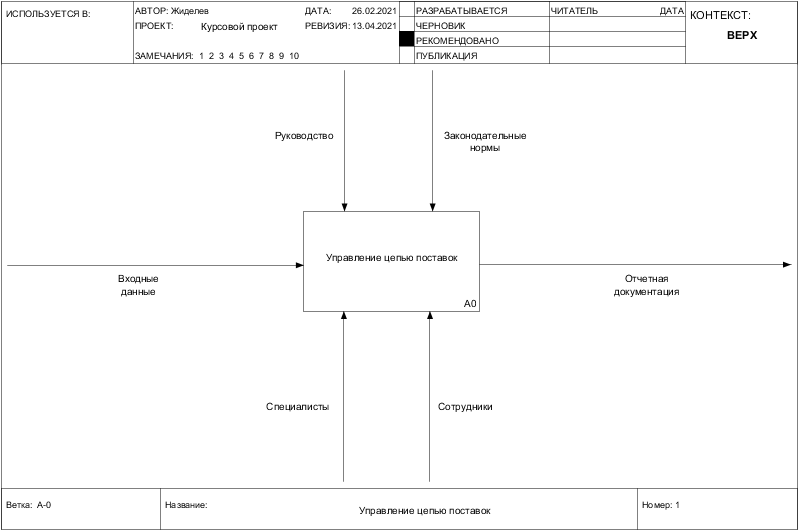 ИСПОЛЬЗУЕТСЯ В:
АВТОР: Жиделев
ДАТА: 26.02.2021
ПРОЕКТ: Курсовой проект
РЕВИЗИЯ: 13.04.2021
ЗАМЕЧАНИЯ: 1 2 3 4 5 6 7 8 9 10
РАЗРАБАТЫВАЕТСЯ
ЧЕРНОВИК
РЕКОМЕНДОВАНО
ПУБЛИКАЦИЯ
ЧИТАТЕЛЬ ДАТА
КОНТЕКСТ:
ВЕРХ
Руководство
Законодательные
нормы
Управление цепью поставок
A0
Входные
данные
Отчетная
документация
Специалисты
Сотрудники
Ветка: A-0
Название:
Управление цепью поставок
Номер: 1